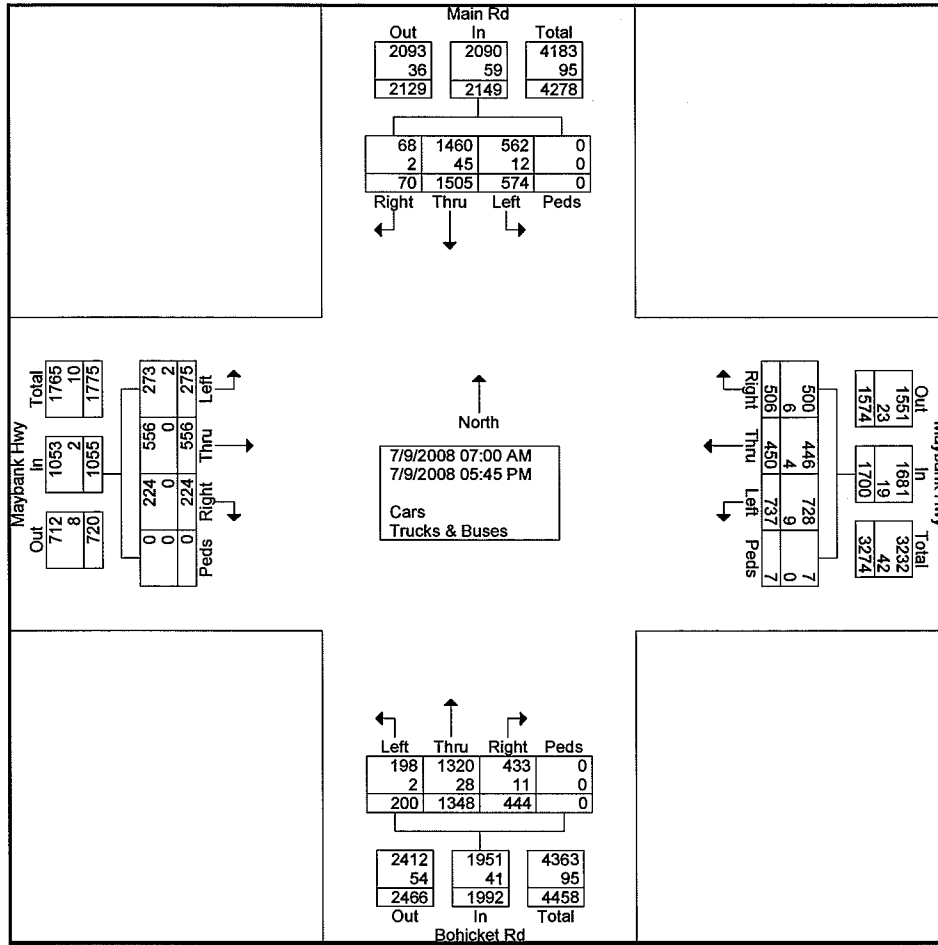 Main Rd
Out In Total
2093 2090 4183
36 59 95
2129 2149 4278
68 1460 562 0
2 45 12 0
70 1505 574 0
Right Thru Left Peds
Maybank Hwy
Total In Out
1765 1053 712
10 2 8
1775 1055 720
273 556 224 0
2 0 0 0
275 556 224 0
Left Thru Right Peds
North
7/9/2008 07:00 AM
7/9/2008 05:45 PM
Cars
Trucks & Buses
Right Thru Left Peds
506 450 737 7
6 4 9 0
500 446 728 7
Out In Total
1551 1681 3232
23 19 42
1574 1700 3274
Maybank Hwy
Left Thru Right Peds
198 1320 433 0
2 28 11 0
200 1348 444 0
2412 1951 4363
54 41 95
2466 1992 4458
Out In Total
Bohicket Rd